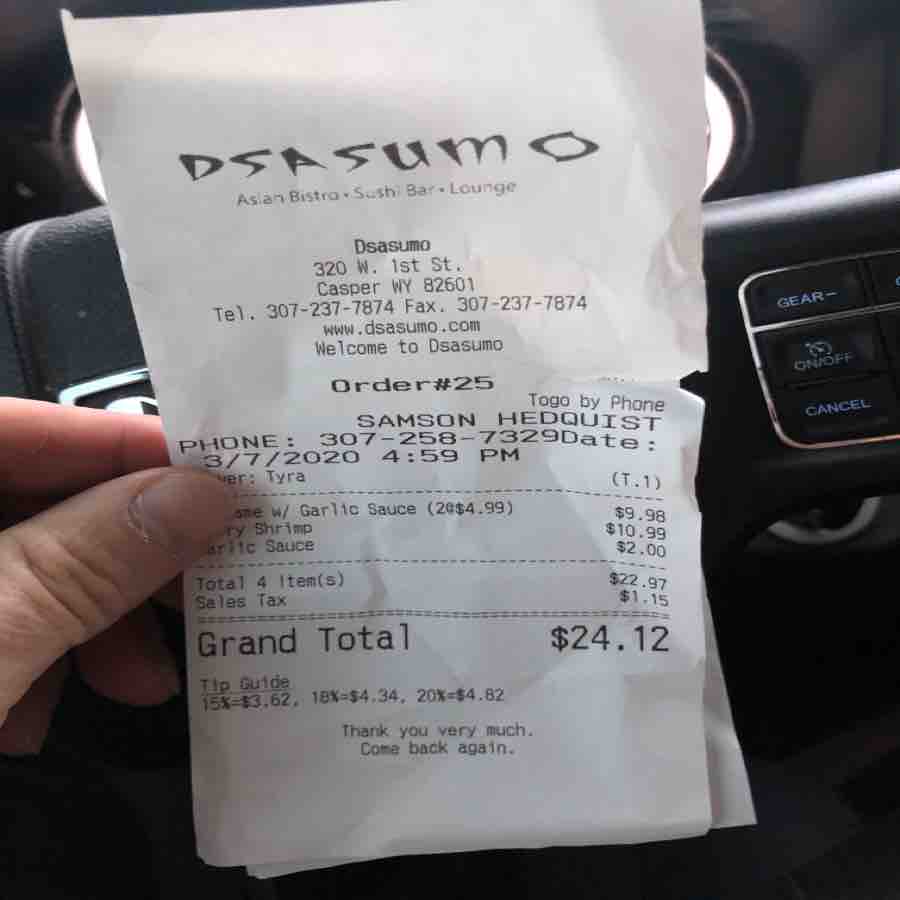 DSASUMO
Asian Bistro • Sushi Bar • Lounge
Dsasumo
320 W. 1st St.
Casper WY 82601
Tel. 307-237-7874 Fax. 307-237-7874
www.dsasumo.com
Welcome to Dsasumo
Order#25
Togo by Phone
SAMSON HEDQUIST
PHONE: 307-258-7329Date:
3/7/2020 4:59 PM
Tyra (T.1)
w/ Garlic Sauce (2@$4.99) $9.98
Shrimp $10.99
Garlic Sauce $2.00
Total 4 Item(s) $22.97
Sales Tax $1.15
Grand Total $24.12
Tip Guide
15%=$3.62, 18%=$4.34, 20%=$4.82
Thank you very much.
Come back again.
GEAR-
ON/OFF
CANCEL